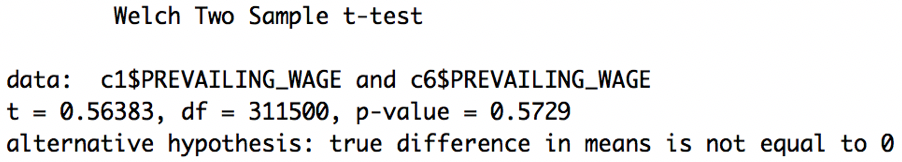 Welch Two Sample t-test
data:  c1$PREVAILING_WAGE and c6$PREVAILING_WAGE
t = 0.56383, df = 311500, p-value = 0.5729
alternative hypothesis: true difference in means is not equal to 0